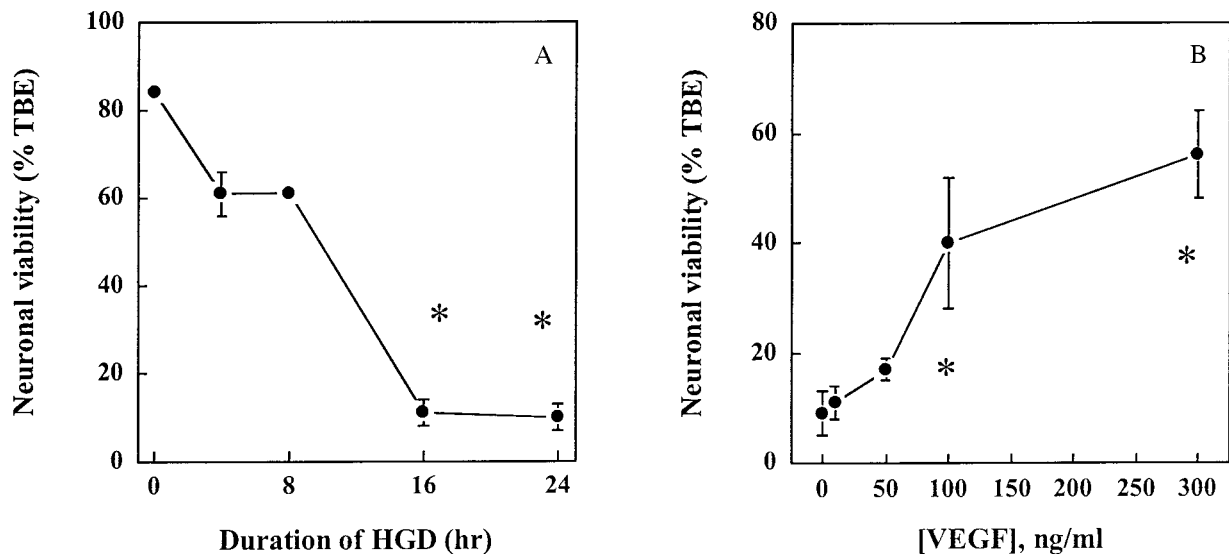 A
Neuronal viability (% TBE)
100
80
60
40
20
0
*
*
0 8 16 24
Duration of HGD (hr)
B
Neuronal viability (% TBE)
80
60
40
20
0
*
*
0 50 100 150 200 250 300
[VEGF], ng/ml